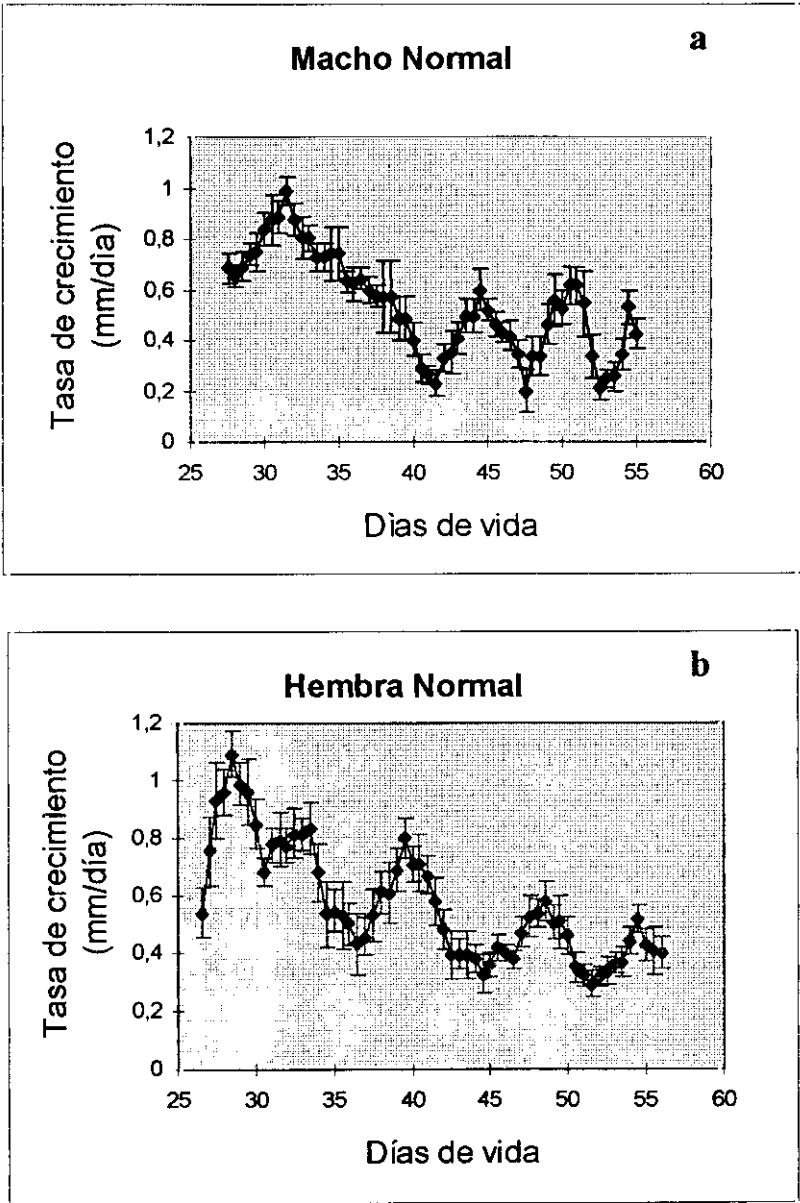 a
Macho Normal
Tasa de crecimiento
(mm/dìa)
1,2
1
0,8
0,6
0,4
0,2
0
25 30 35 40 45 50 55 60
Dìas de vida
b
Hembra Normal
Tasa de crecimiento
(mm/día)
1,2
1
0,8
0,6
0,4
0,2
0
25 30 35 40 45 50 55 60
Días de vida